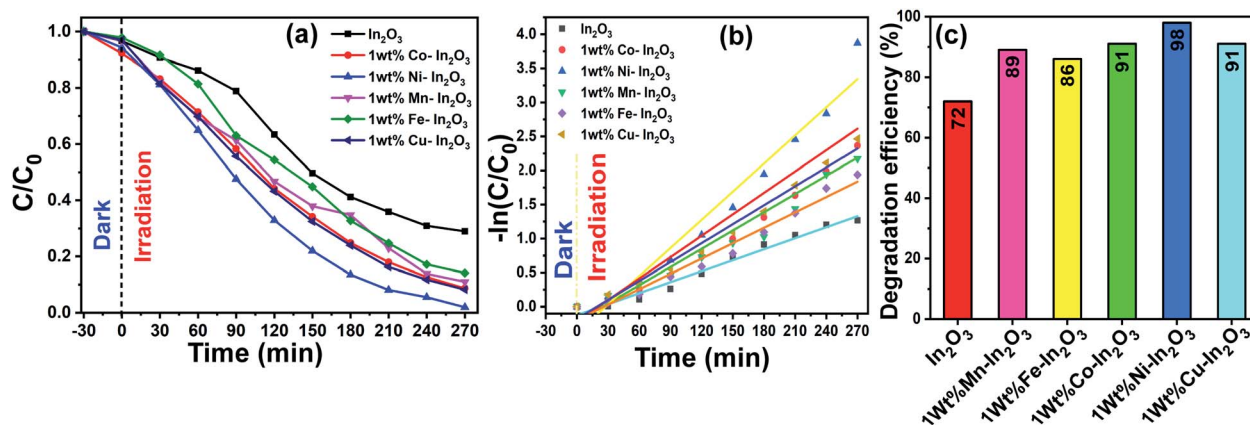 (a)
In₂O₃
1wt% Co- In₂O₃
1wt% Ni- In₂O₃
1wt% Mn- In₂O₃
1wt% Fe- In₂O₃
1wt% Cu- In₂O₃
C/C₀
1.0
0.8
0.6
0.4
0.2
0.0
Dark
Irradiation
-30 0 30 60 90 120 150 180 210 240 270
Time (min)
(b)
In₂O₃
1wt% Co- In₂O₃
1wt% Ni- In₂O₃
1wt% Mn- In₂O₃
1wt% Fe- In₂O₃
1wt% Cu- In₂O₃
-ln(C/C₀)
4.0
3.5
3.0
2.5
2.0
1.5
1.0
0.5
0.0
Dark
Irradiation
-30 0 30 60 90 120 150 180 210 240 270
Time (min)
(c)
Degradation efficiency (%)
100
80
60
40
20
0
72
89
86
91
98
91
In₂O₃
1Wt%Mn-In₂O₃
1Wt%Fe-In₂O₃
1Wt%Co-In₂O₃
1Wt%Ni-In₂O₃
1Wt%Cu-In₂O₃